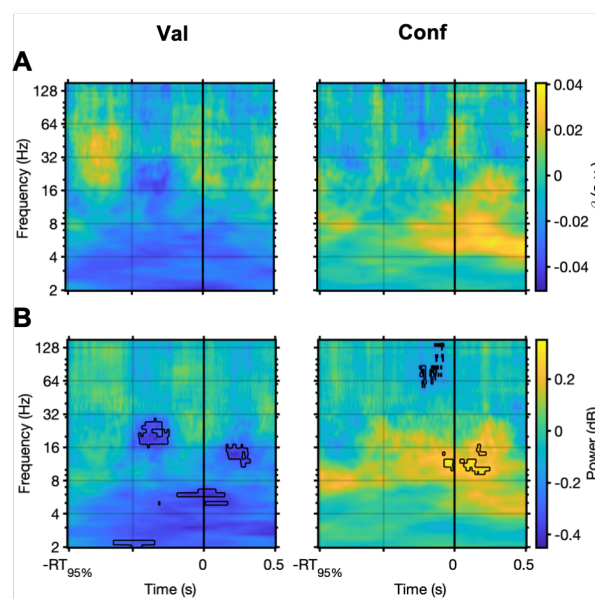 Val Conf
A
128
64
32
16
8
4
2
Frequency (Hz)
0.04
0.02
0
-0.02
-0.04
B
128
64
32
16
8
4
2
Frequency (Hz)
0.2
0
-0.2
-0.4
Power (dB)
-RT95% 0 0.5 -RT95% 0 0.5
Time (s) Time (s)